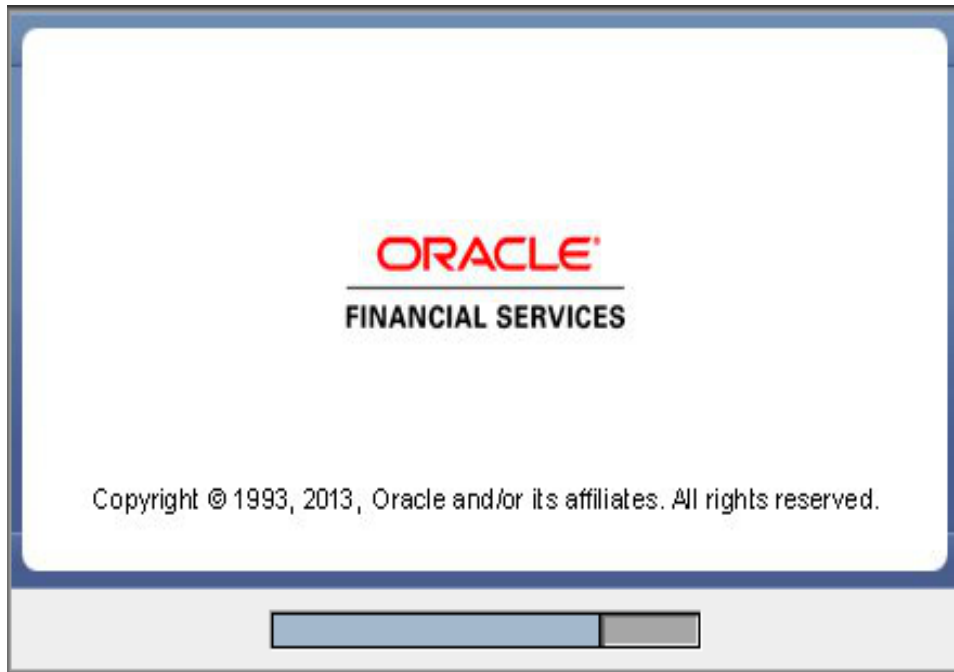 ORACLE®
FINANCIAL SERVICES
Copyright © 1993, 2013, Oracle and/or its affiliates. All rights reserved.